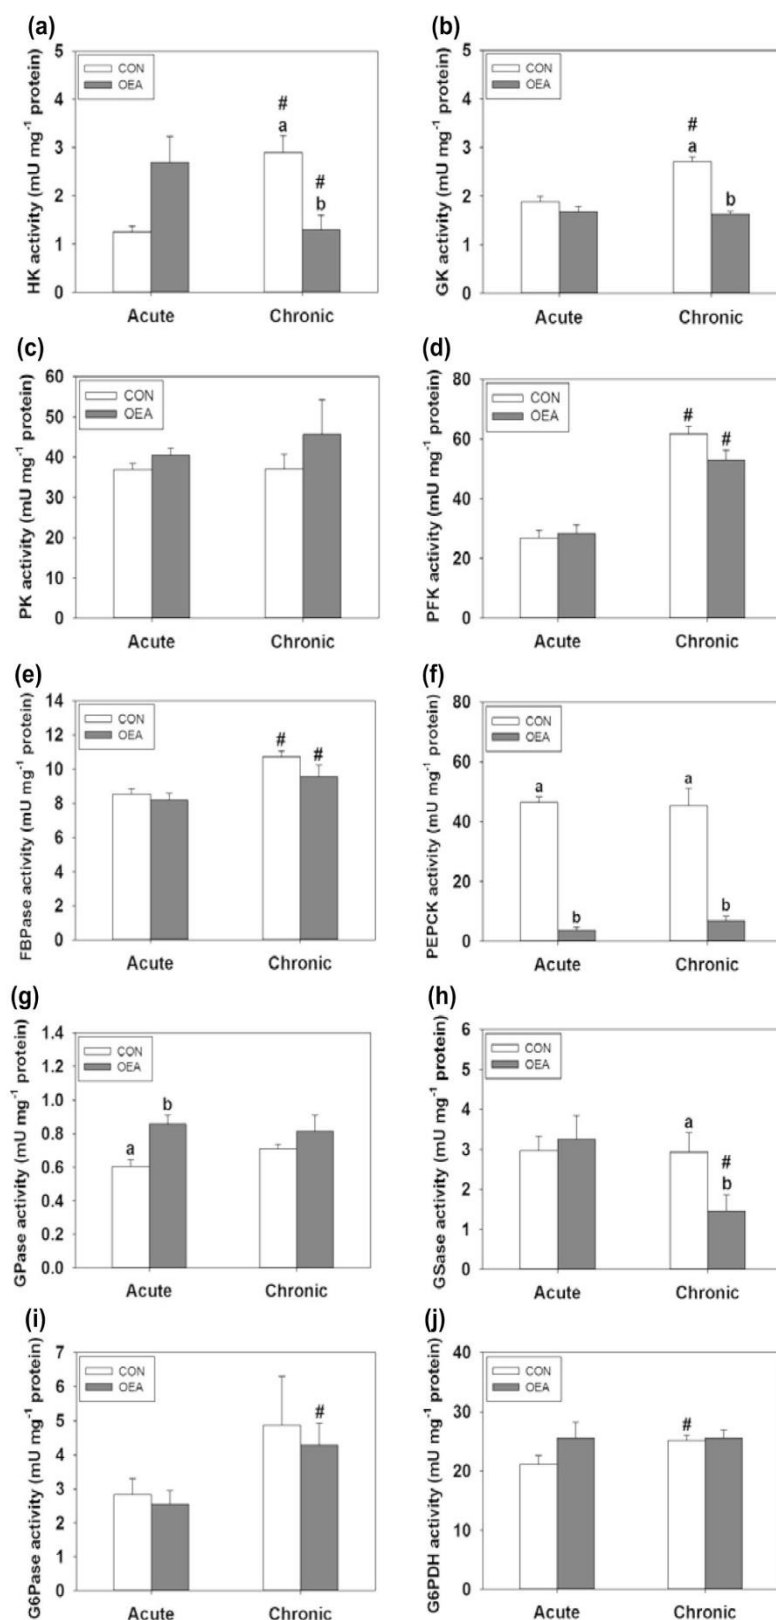 (a)
HK activity (mU mg-1 protein)
5
4
3
2
1
0
CON
OEA
#
a
#
b
Acute
Chronic
(b)
GK activity (mU mg-1 protein)
5
4
3
2
1
0
CON
OEA
#
a
b
Acute
Chronic
(c)
PK activity (mU mg-1 protein)
60
50
40
30
20
10
0
CON
OEA
Acute
Chronic
(d)
PFK activity (mU mg-1 protein)
80
60
40
20
0
CON
OEA
#
#
Acute
Chronic
(e)
FBPase activity (mU mg-1 protein)
14
12
10
8
6
4
2
0
CON
OEA
#
#
Acute
Chronic
(f)
PEPCK activity (mU mg-1 protein)
80
60
40
20
0
CON
OEA
a
b
a
b
Acute
Chronic
(g)
GPase activity (mU mg-1 protein)
1.4
1.2
1.0
0.8
0.6
0.4
0.2
0.0
CON
OEA
a
b
Acute
Chronic
(h)
GSase activity (mU mg-1 protein)
6
5
4
3
2
1
0
CON
OEA
a
#
b
Acute
Chronic
(i)
G6Pase activity (mU mg-1 protein)
7
6
5
4
3
2
1
0
CON
OEA
#
Acute
Chronic
(j)
G6PDH activity (mU mg-1 protein)
40
30
20
10
0
CON
OEA
#
Acute
Chronic